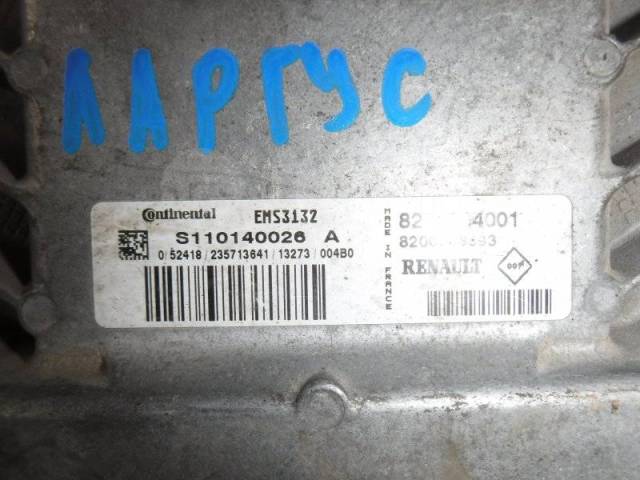 ЛАРГУС
Continental EMS3132
S110140026 A
0/52418/235713641/13273/004B0
MADE IN FRANCE
RENAULT